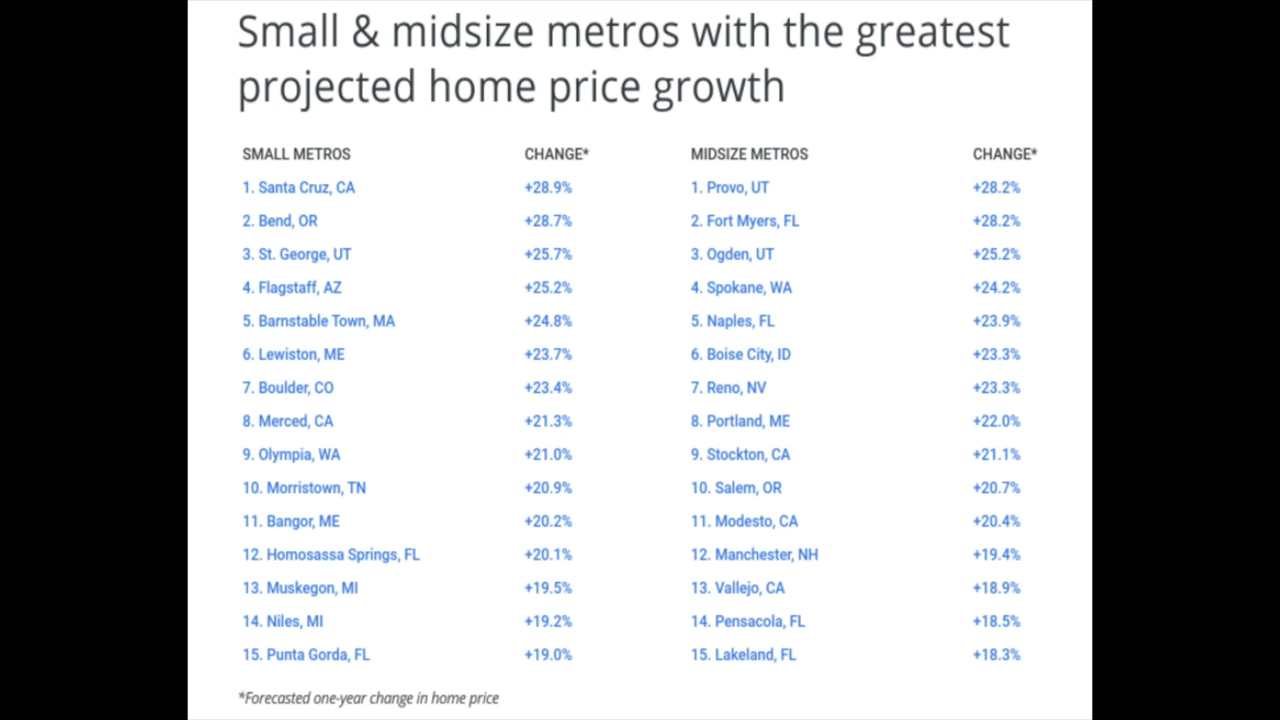 Small & midsize metros with the greatest
projected home price growth
SMALL METROS CHANGE* MIDSIZE METROS CHANGE*
1. Santa Cruz, CA +28.9% 1. Provo, UT +28.2%
2. Bend, OR +28.7% 2. Fort Myers, FL +28.2%
3. St. George, UT +25.7% 3. Ogden, UT +25.2%
4. Flagstaff, AZ +25.2% 4. Spokane, WA +24.2%
5. Barnstable Town, MA +24.8% 5. Naples, FL +23.9%
6. Lewiston, ME +23.7% 6. Boise City, ID +23.3%
7. Boulder, CO +23.4% 7. Reno, NV +23.3%
8. Merced, CA +21.3% 8. Portland, ME +22.0%
9. Olympia, WA +21.0% 9. Stockton, CA +21.1%
10. Morristown, TN +20.9% 10. Salem, OR +20.7%
11. Bangor, ME +20.2% 11. Modesto, CA +20.4%
12. Homosassa Springs, FL +20.1% 12. Manchester, NH +19.4%
13. Muskegon, MI +19.5% 13. Vallejo, CA +18.9%
14. Niles, MI +19.2% 14. Pensacola, FL +18.5%
15. Punta Gorda, FL +19.0% 15. Lakeland, FL +18.3%
*Forecasted one-year change in home price